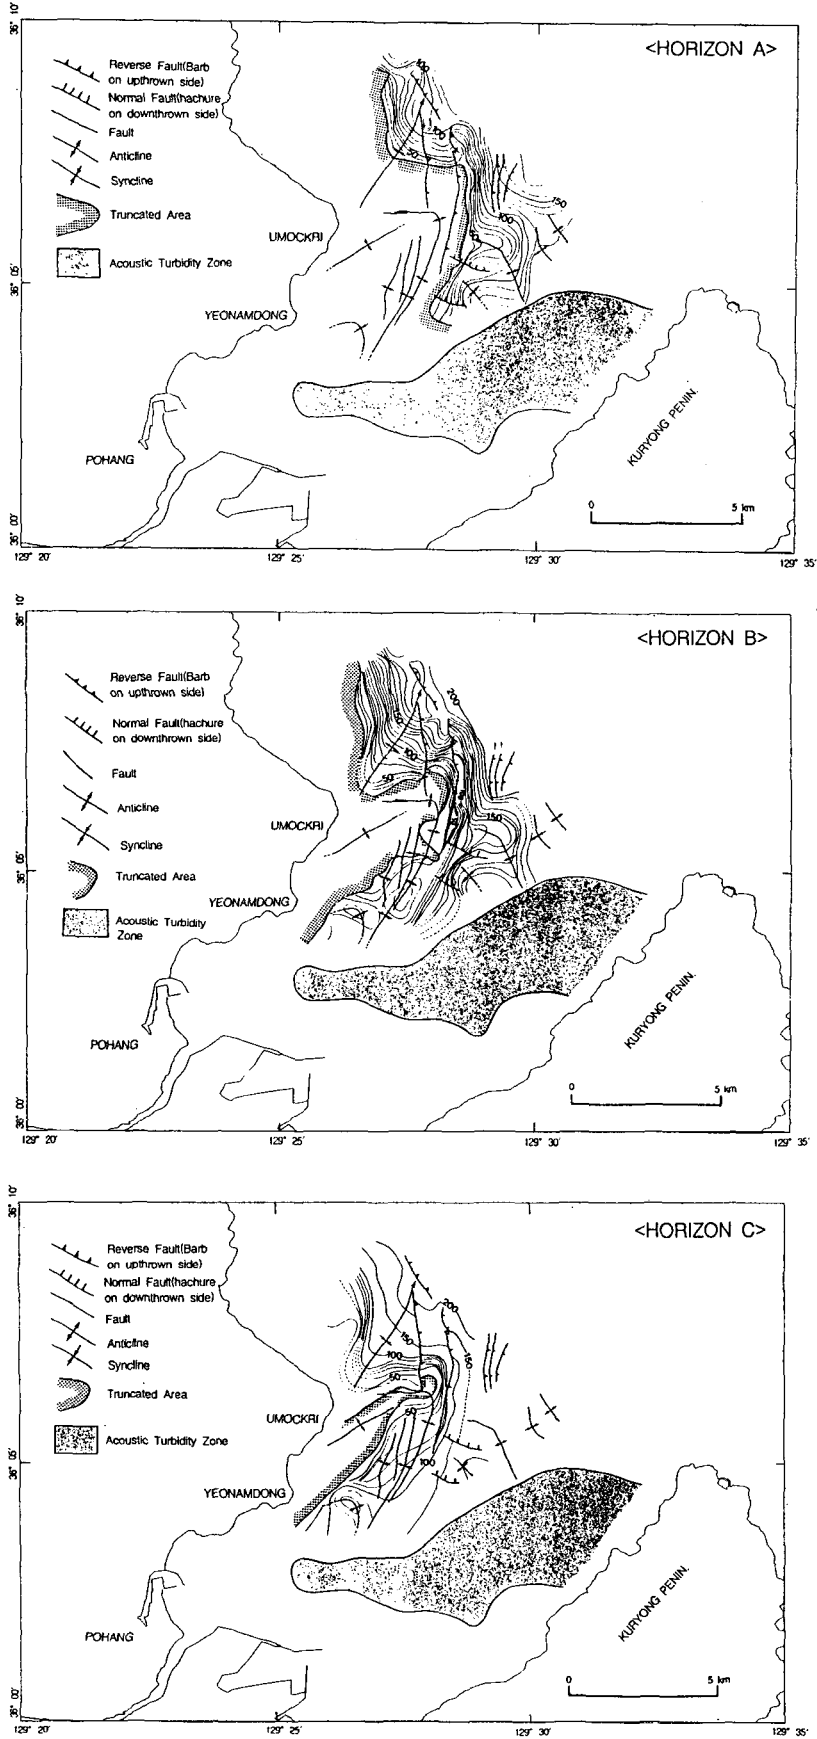 <HORIZON A>
36° 10'
Reverse Fault(Barb
on upthrown side)
Normal Fault(hachure
on downthrown side)
Fault
Anticline
Syncline
Truncated Area
Acoustic Turbidity Zone
100
100
50
150
100
50
UMOCKRI
36° 05'
YEONAMDONG
POHANG
KURYONG PENIN.
0 5 km
36° 00'
129° 20'
129° 25'
129° 30'
129° 35'
<HORIZON B>
36° 10'
Reverse Fault(Barb
on upthrown side)
Normal Fault(hachure
on downthrown side)
Fault
Anticline
Syncline
Truncated Area
Acoustic Turbidity
Zone
200
150
100
50
150
UMOCKRI
36° 05'
YEONAMDONG
POHANG
KURYONG PENIN.
0 5 km
36° 00'
129° 20'
129° 25'
129° 30'
129° 35'
<HORIZON C>
36° 10'
Reverse Fault(Barb
on upthrown side)
Normal Fault(hachure
on downthrown side)
Fault
Anticline
Syncline
Truncated Area
Acoustic Turbidity Zone
200
150
100
150
50
50
100
UMOCKRI
36° 05'
YEONAMDONG
POHANG
KURYONG PENIN.
0 5 km
36° 00'
129° 20'
129° 25'
129° 30'
129° 35'